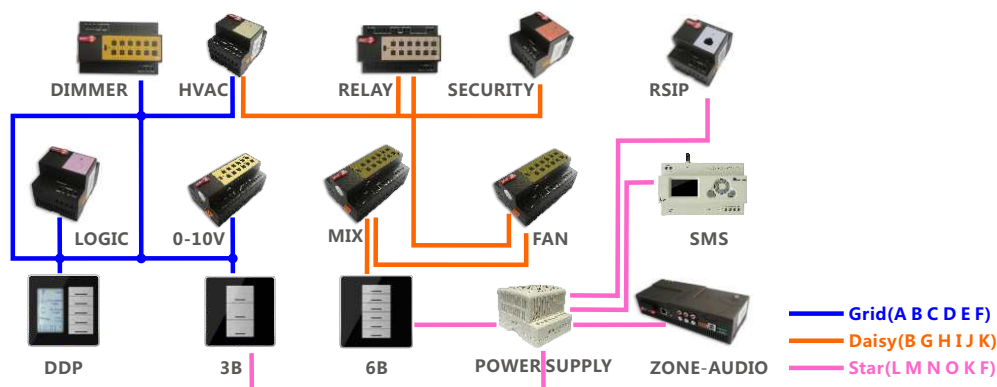 DIMMER HVAC RELAY SECURITY RSIP
LOGIC 0-10V MIX FAN SMS
DDP 3B 6B POWER SUPPLY ZONE-AUDIO
Grid(A B C D E F)
Daisy(B G H I J K)
Star(L M N O K F)